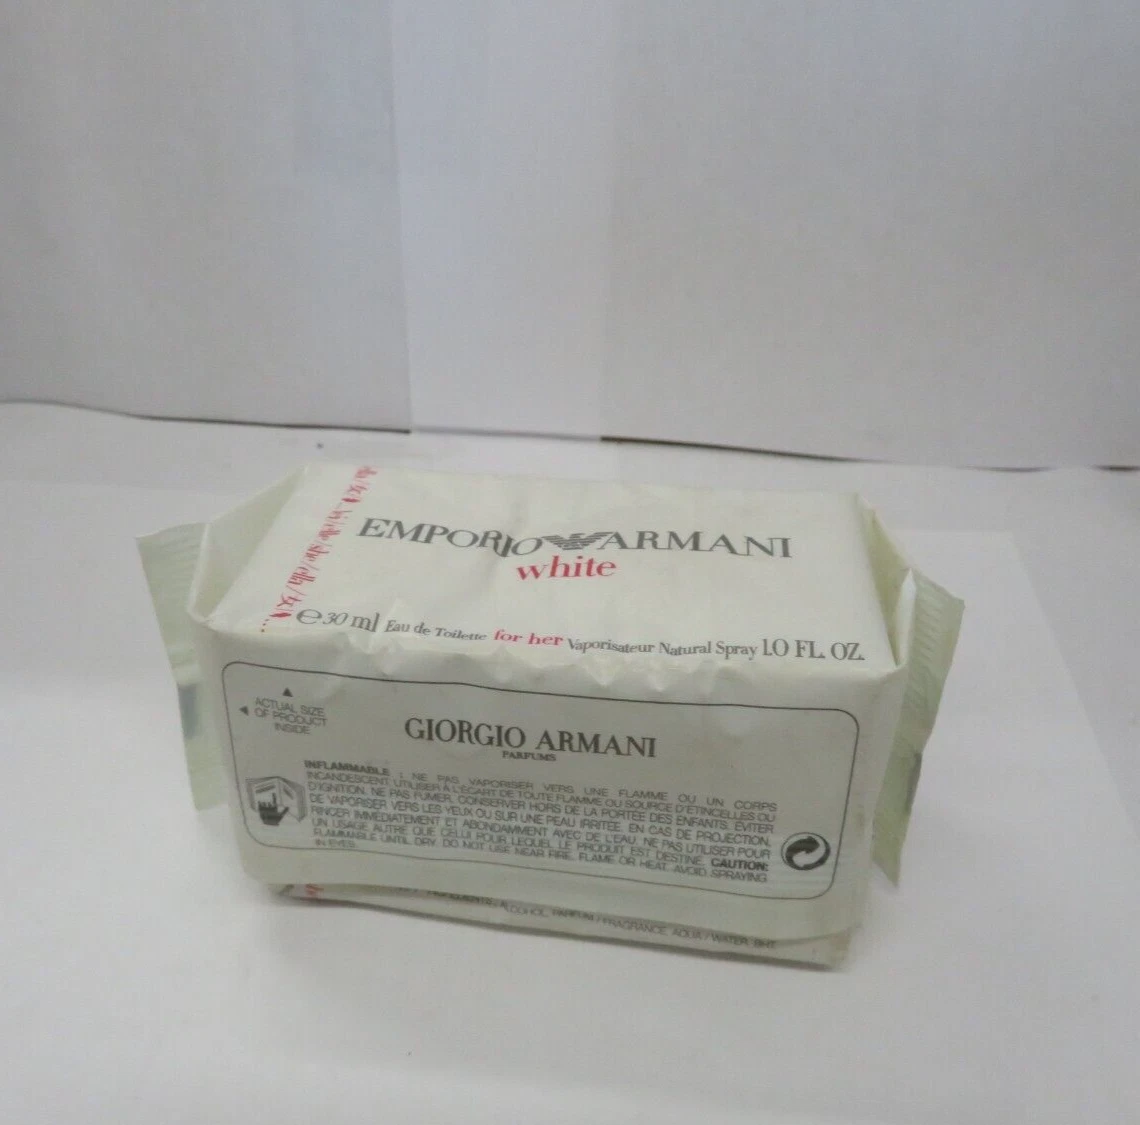 EMPORIO ARMANI
white
e 30 ml Eau de Toilette for her Vaporisateur Natural Spray 1.0 FL. OZ.
ACTUAL SIZE
OF PRODUCT
INSIDE
GIORGIO ARMANI
PARFUMS
INFLAMMABLE. NE PAS VAPORISER VERS UNE FLAMME OU UN CORPS
INCANDESCENT. UTILISER À L'ÉCART DE TOUTE FLAMME OU SOURCE D'ETINCELLES OU
D'IGNITION. NE PAS FUMER. CONSERVER HORS DE LA PORTÉE DES ENFANTS. ÉVITER
DE VAPORISER VERS LES YEUX OU SUR UNE PEAU IRRITÉE. EN CAS DE PROJECTION,
RINCER IMMÉDIATEMENT ET ABONDAMMENT AVEC DE L'EAU. NE PAS UTILISER POUR
UN USAGE AUTRE QUE CELUI POUR LEQUEL LE PRODUIT EST DESTINÉ. CAUTION:
FLAMMABLE UNTIL DRY. DO NOT USE NEAR FIRE, FLAME OR HEAT. AVOID SPRAYING
IN EYES.
ALCOHOL, PARFUM / FRAGRANCE, AQUA / WATER, BHT